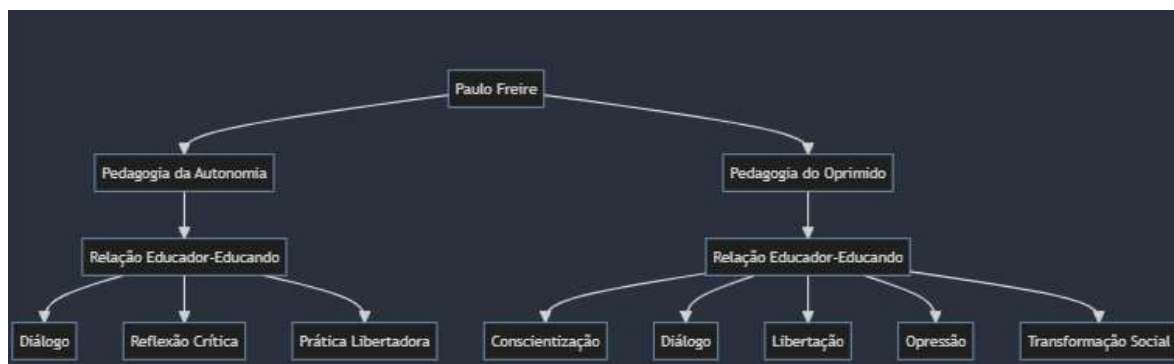 Paulo Freire
Pedagogia da Autonomia
Pedagogia do Oprimido
Relação Educador-Educando
Relação Educador-Educando
Diálogo
Reflexão Crítica
Prática Libertadora
Conscientização
Diálogo
Libertação
Opressão
Transformação Social